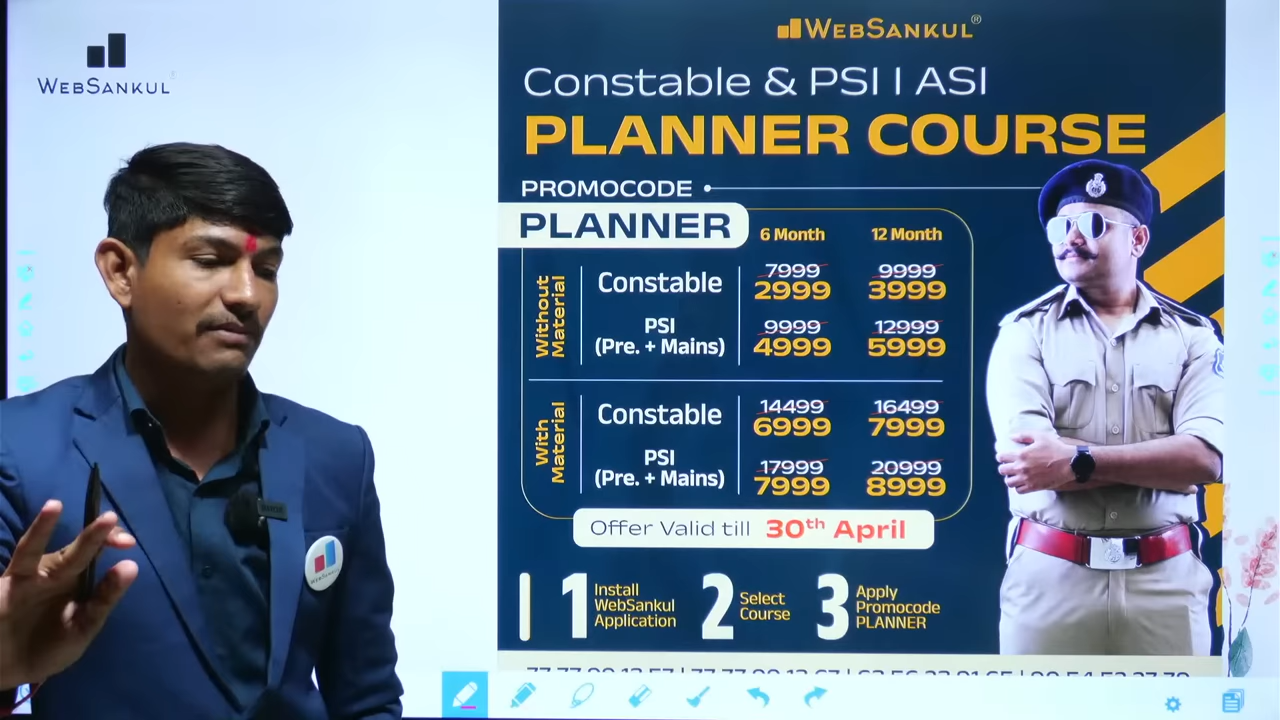 WEBSANKUL
WEBSANKUL®
Constable & PSI I ASI
PLANNER COURSE
PROMOCODE
PLANNER
6 Month
12 Month
Without Material
Constable
7999
9999
2999
3999
PSI
(Pre. + Mains)
9999
12999
4999
5999
With Material
Constable
14499
16499
6999
7999
PSI
(Pre. + Mains)
17999
20999
7999
8999
Offer Valid till 30th April
1 Install WebSankul Application
2 Select Course
3 Apply Promocode PLANNER
WEBSANKUL